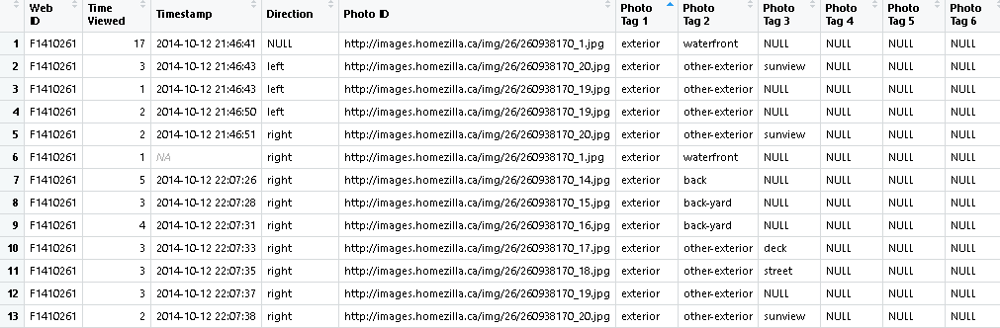 Web ID Time Viewed Timestamp Direction Photo ID Photo Tag 1 Photo Tag 2 Photo Tag 3 Photo Tag 4 Photo Tag 5 Photo Tag 6
1 F1410261 17 2014-10-12 21:46:41 NULL http://images.homezilla.ca/img/26/260938170_1.jpg exterior waterfront NULL NULL NULL NULL
2 F1410261 3 2014-10-12 21:46:43 left http://images.homezilla.ca/img/26/260938170_20.jpg exterior other-exterior sunview NULL NULL NULL
3 F1410261 1 2014-10-12 21:46:43 left http://images.homezilla.ca/img/26/260938170_19.jpg exterior other-exterior NULL NULL NULL NULL
4 F1410261 2 2014-10-12 21:46:50 left http://images.homezilla.ca/img/26/260938170_19.jpg exterior other-exterior NULL NULL NULL NULL
5 F1410261 2 2014-10-12 21:46:51 right http://images.homezilla.ca/img/26/260938170_20.jpg exterior other-exterior sunview NULL NULL NULL
6 F1410261 1 NA right http://images.homezilla.ca/img/26/260938170_1.jpg exterior waterfront NULL NULL NULL NULL
7 F1410261 5 2014-10-12 22:07:26 right http://images.homezilla.ca/img/26/260938170_14.jpg exterior back NULL NULL NULL NULL
8 F1410261 3 2014-10-12 22:07:28 right http://images.homezilla.ca/img/26/260938170_15.jpg exterior back-yard NULL NULL NULL NULL
9 F1410261 4 2014-10-12 22:07:31 right http://images.homezilla.ca/img/26/260938170_16.jpg exterior back-yard NULL NULL NULL NULL
10 F1410261 3 2014-10-12 22:07:33 right http://images.homezilla.ca/img/26/260938170_17.jpg exterior other-exterior deck NULL NULL NULL
11 F1410261 3 2014-10-12 22:07:35 right http://images.homezilla.ca/img/26/260938170_18.jpg exterior other-exterior street NULL NULL NULL
12 F1410261 3 2014-10-12 22:07:37 right http://images.homezilla.ca/img/26/260938170_19.jpg exterior other-exterior NULL NULL NULL NULL
13 F1410261 2 2014-10-12 22:07:38 right http://images.homezilla.ca/img/26/260938170_20.jpg exterior other-exterior sunview NULL NULL NULL